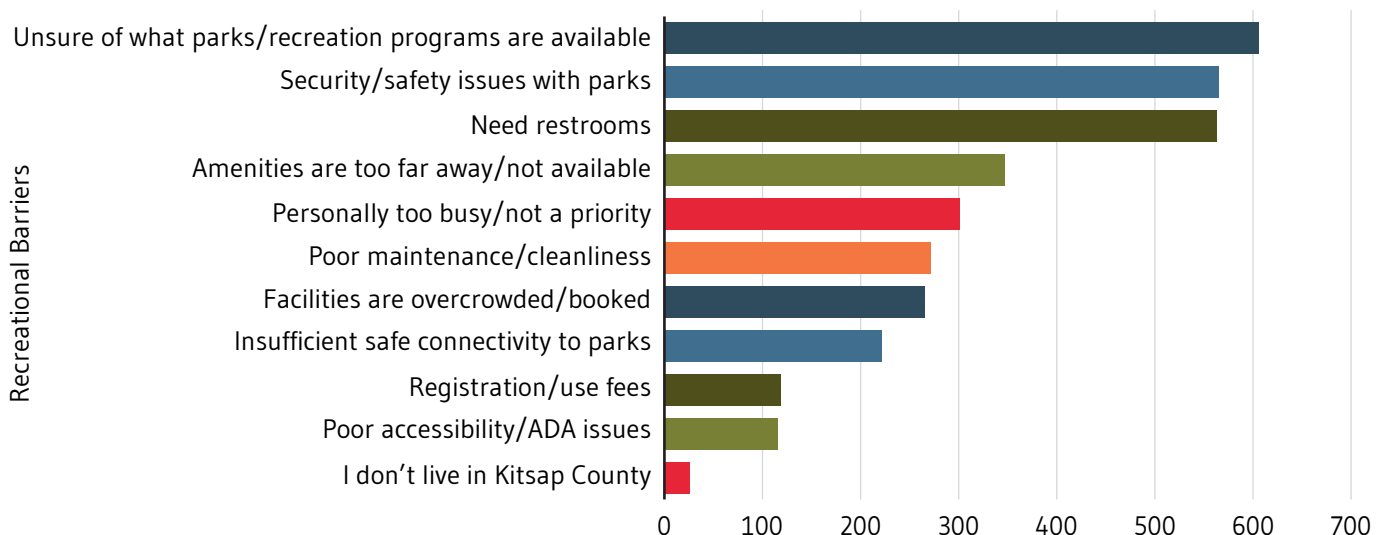 Recreational Barriers
Unsure of what parks/recreation programs are available
Security/safety issues with parks
Need restrooms
Amenities are too far away/not available
Personally too busy/not a priority
Poor maintenance/cleanliness
Facilities are overcrowded/booked
Insufficient safe connectivity to parks
Registration/use fees
Poor accessibility/ADA issues
I don’t live in Kitsap County
0 100 200 300 400 500 600 700